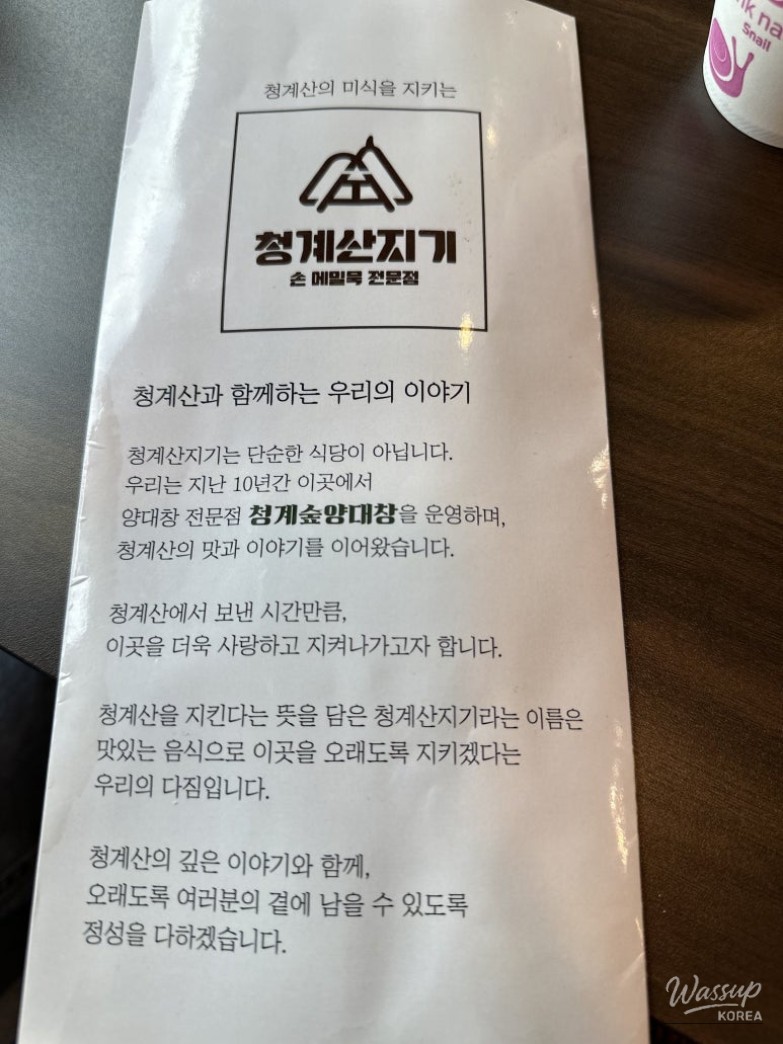 청계산의 미식을 지키는
청계산지기
손 메밀묵 전문점
청계산과 함께하는 우리의 이야기
청계산지기는 단순한 식당이 아닙니다.
우리는 지난 10년간 이곳에서
양대창 전문점 청계숲양대창을 운영하며,
청계산의 맛과 이야기를 이어왔습니다.
청계산에서 보낸 시간만큼,
이곳을 더욱 사랑하고 지켜나가고자 합니다.
청계산을 지킨다는 뜻을 담은 청계산지기라는 이름은
맛있는 음식으로 이곳을 오래도록 지키겠다는
우리의 다짐입니다.
청계산의 깊은 이야기와 함께,
오래도록 여러분의 곁에 남을 수 있도록
정성을 다하겠습니다.
Snail
Wassup
KOREA